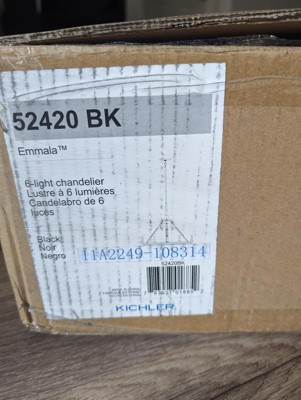 52420 BK
Emmala™
6-light chandelier
Lustre à 6 lumières
Candelabro de 6
luces
Black
Noir
Negro
11A2249-108314
52420BK
KICHLER